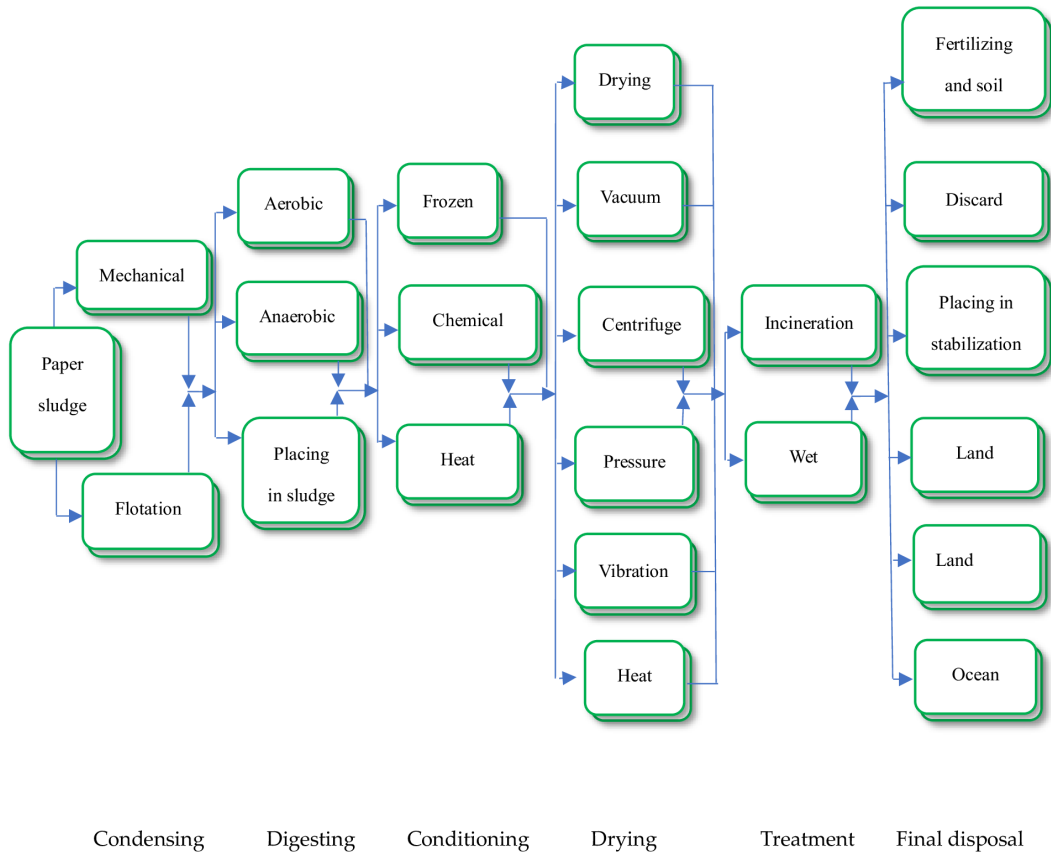 Paper
sludge
Mechanical
Flotation
Aerobic
Anaerobic
Placing
in sludge
Frozen
Chemical
Heat
Drying
Vacuum
Centrifuge
Pressure
Vibration
Heat
Incineration
Wet
Fertilizing
and soil
Discard
Placing in
stabilization
Land
Land
Ocean
Condensing
Digesting
Conditioning
Drying
Treatment
Final disposal